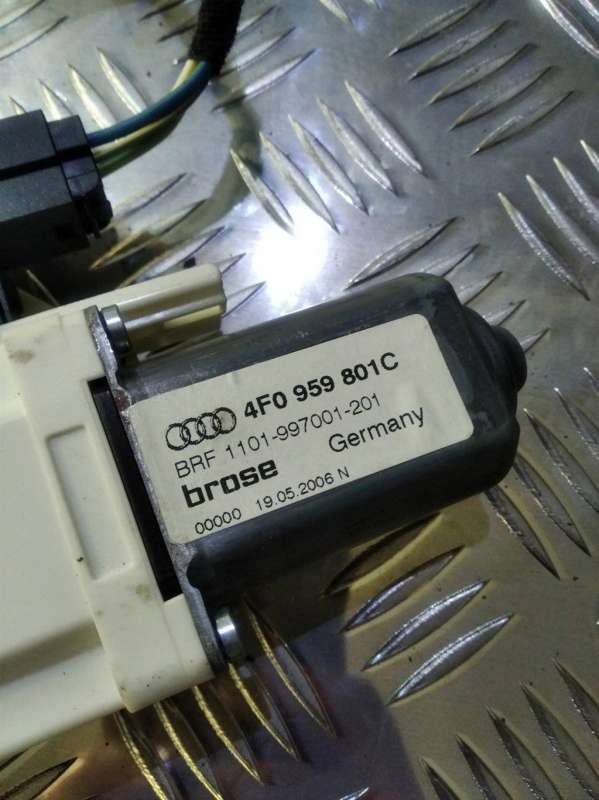 4F0 959 801C
BRF 1101-997001-201
brose Germany
00000 19.05.2006 N